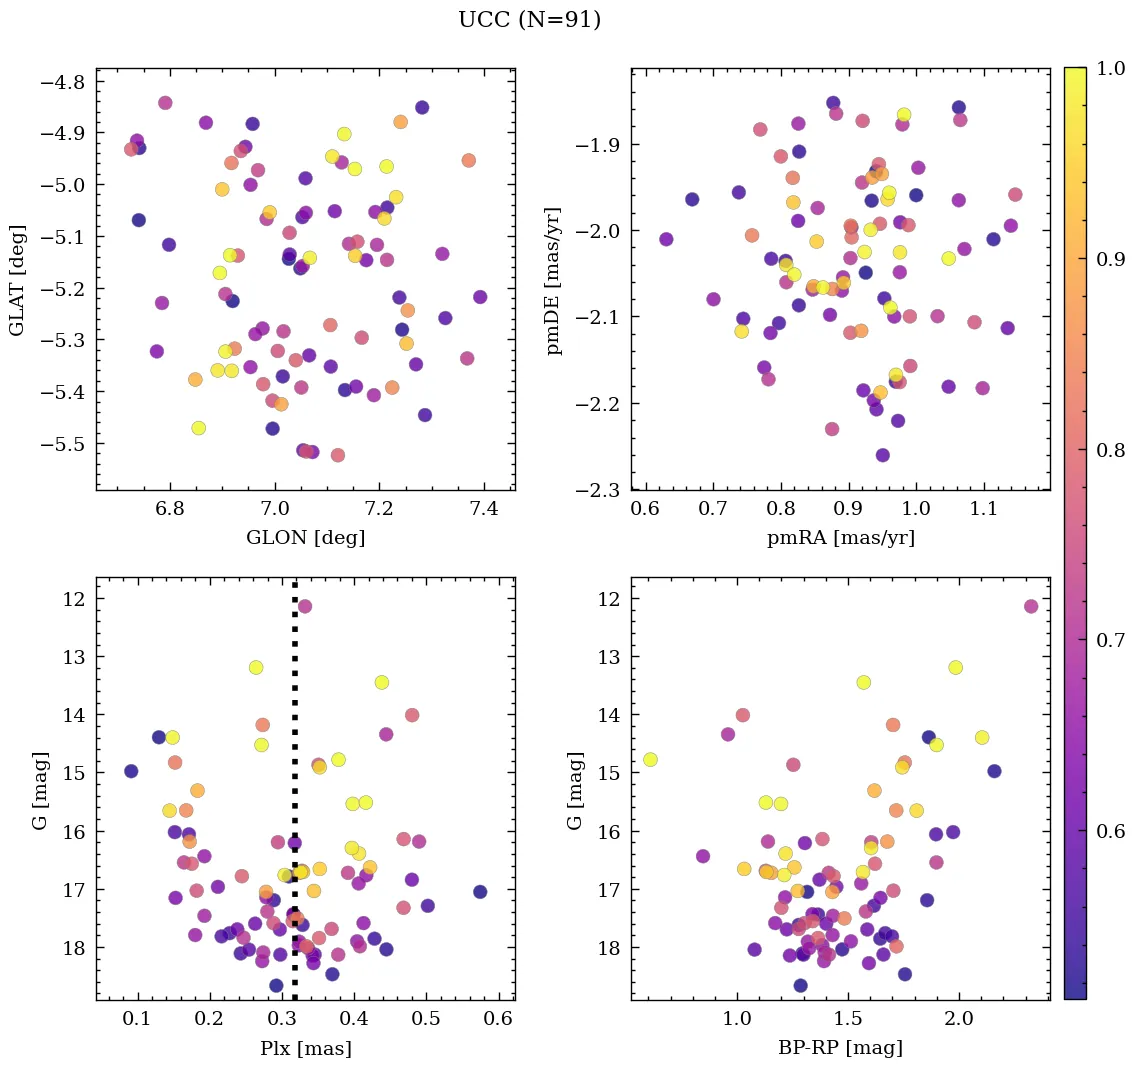 UCC (N=91)
−4.8
−4.9
−5.0
−5.1
−5.2
−5.3
−5.4
−5.5
GLAT [deg]
6.8 7.0 7.2 7.4
GLON [deg]
−1.9
−2.0
−2.1
−2.2
−2.3
pmDE [mas/yr]
0.6 0.7 0.8 0.9 1.0 1.1
pmRA [mas/yr]
12
13
14
15
16
17
18
G [mag]
0.1 0.2 0.3 0.4 0.5 0.6
Plx [mas]
12
13
14
15
16
17
18
G [mag]
1.0 1.5 2.0
BP-RP [mag]
1.0
0.9
0.8
0.7
0.6